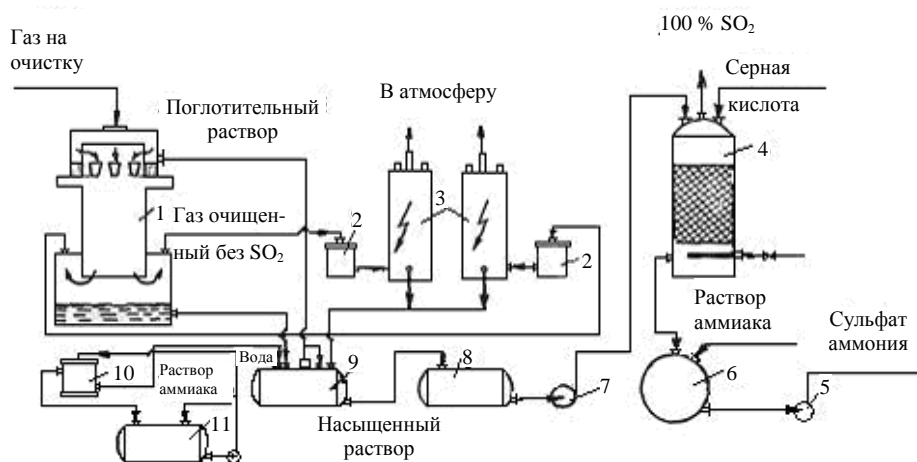 100 % SO₂
Газ на
очистку
Серная
кислота
В атмосферу
Поглотительный
раствор
4
3
1
Газ очищен-
ный без SO₂
2
2
Раствор
аммиака
Сульфат
аммония
Вода
9
8
7
6
5
10
Раствор
аммиака
11
Насыщенный
раствор